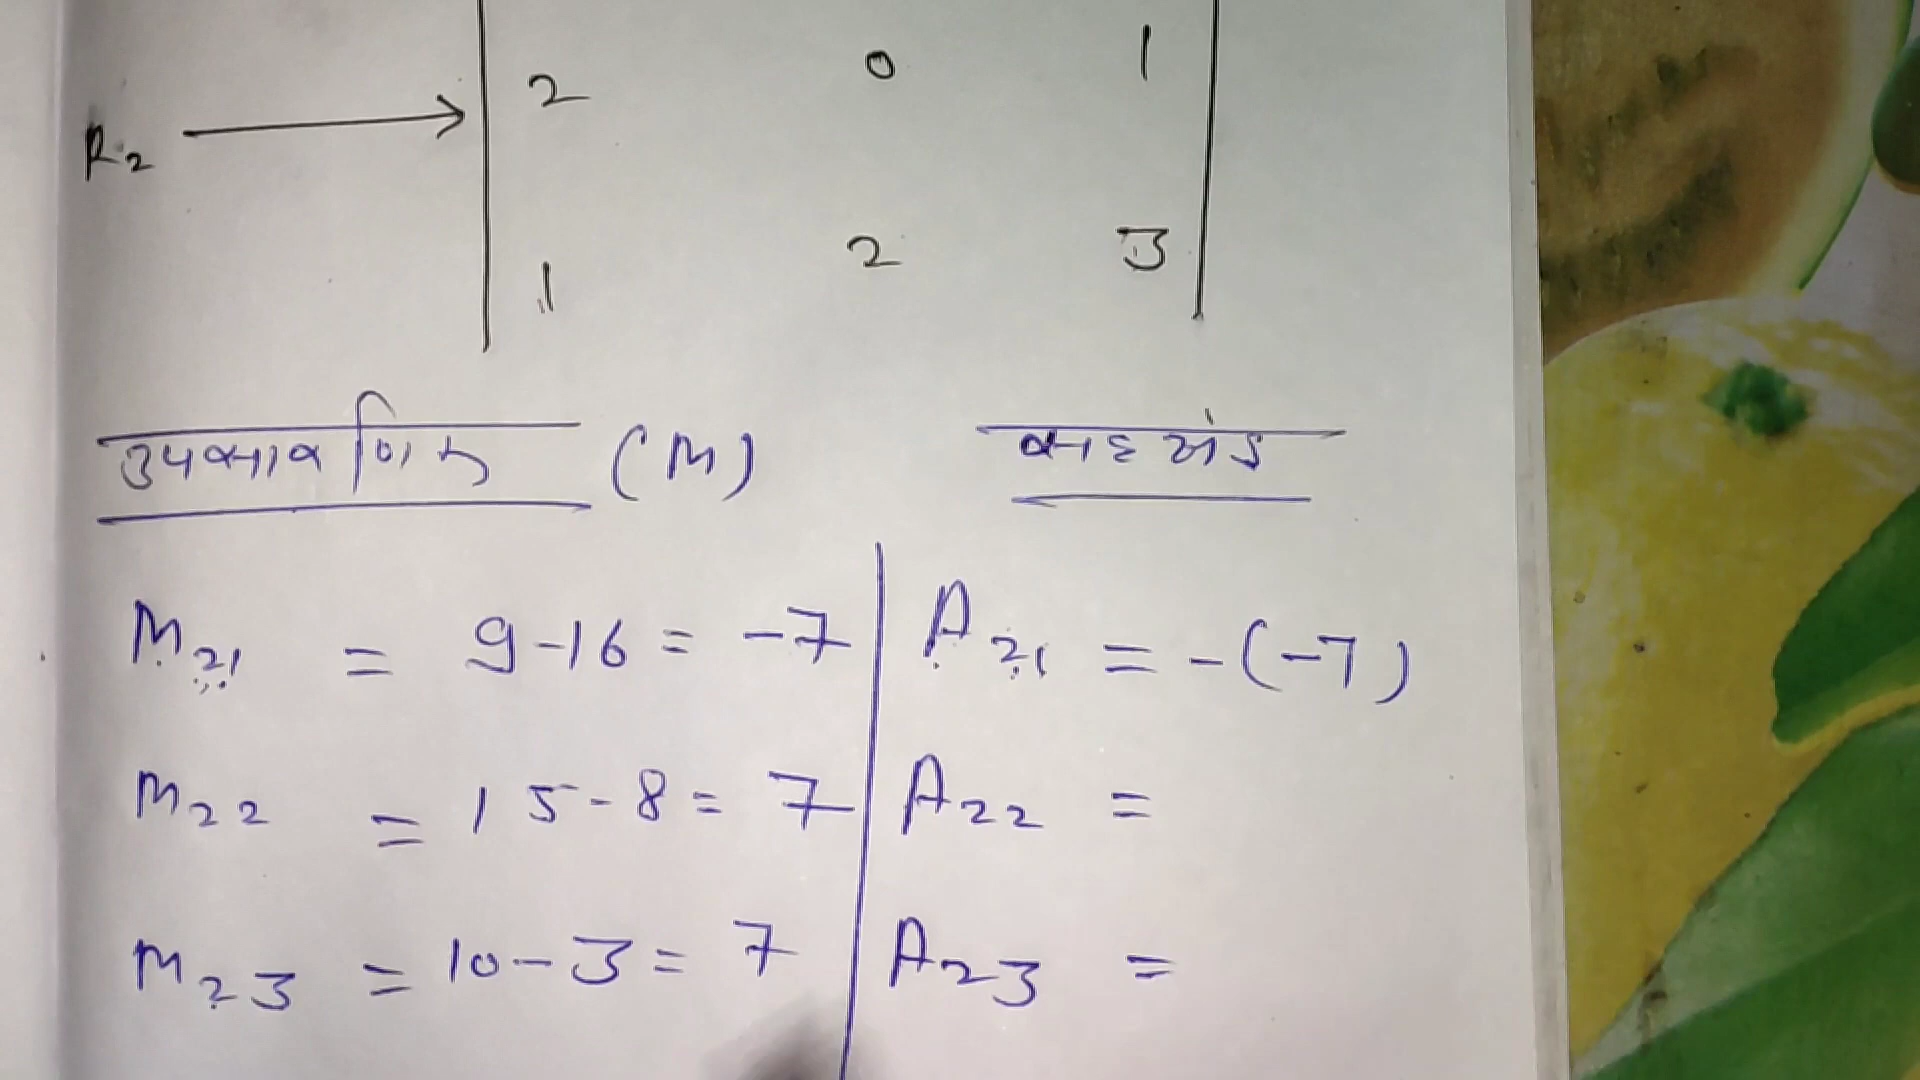 R2 → 2 0 1
1 2 3
उपसारणिक (M) सहखंड
M21 = 9-16 = -7 A21 = -(-7)
M22 = 15-8 = 7 A22 =
M23 = 10-3 = 7 A23 =